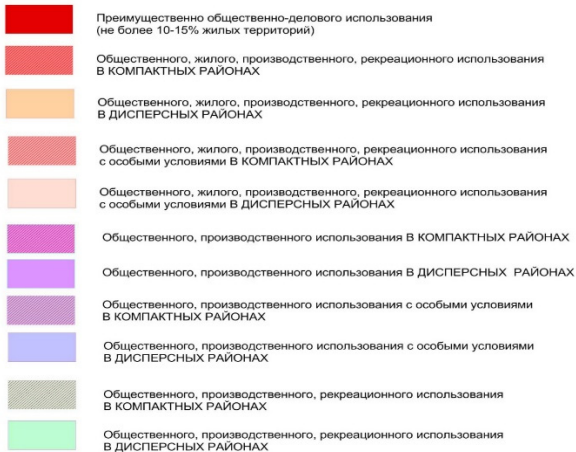 Преимущественно общественно-делового использования
(не более 10-15% жилых территорий)
Общественного, жилого, производственного, рекреационного использования
В КОМПАКТНЫХ РАЙОНАХ
Общественного, жилого, производственного, рекреационного использования
В ДИСПЕРСНЫХ РАЙОНАХ
Общественного, жилого, производственного, рекреационного использования
с особыми условиями В КОМПАКТНЫХ РАЙОНАХ
Общественного, жилого, производственного, рекреационного использования
с особыми условиями В ДИСПЕРСНЫХ РАЙОНАХ
Общественного, производственного использования В КОМПАКТНЫХ РАЙОНАХ
Общественного, производственного использования В ДИСПЕРСНЫХ РАЙОНАХ
Общественного, производственного использования с особыми условиями
В КОМПАКТНЫХ РАЙОНАХ
Общественного, производственного использования с особыми условиями
В ДИСПЕРСНЫХ РАЙОНАХ
Общественного, производственного, рекреационного использования
В КОМПАКТНЫХ РАЙОНАХ
Общественного, производственного, рекреационного использования
В ДИСПЕРСНЫХ РАЙОНАХ